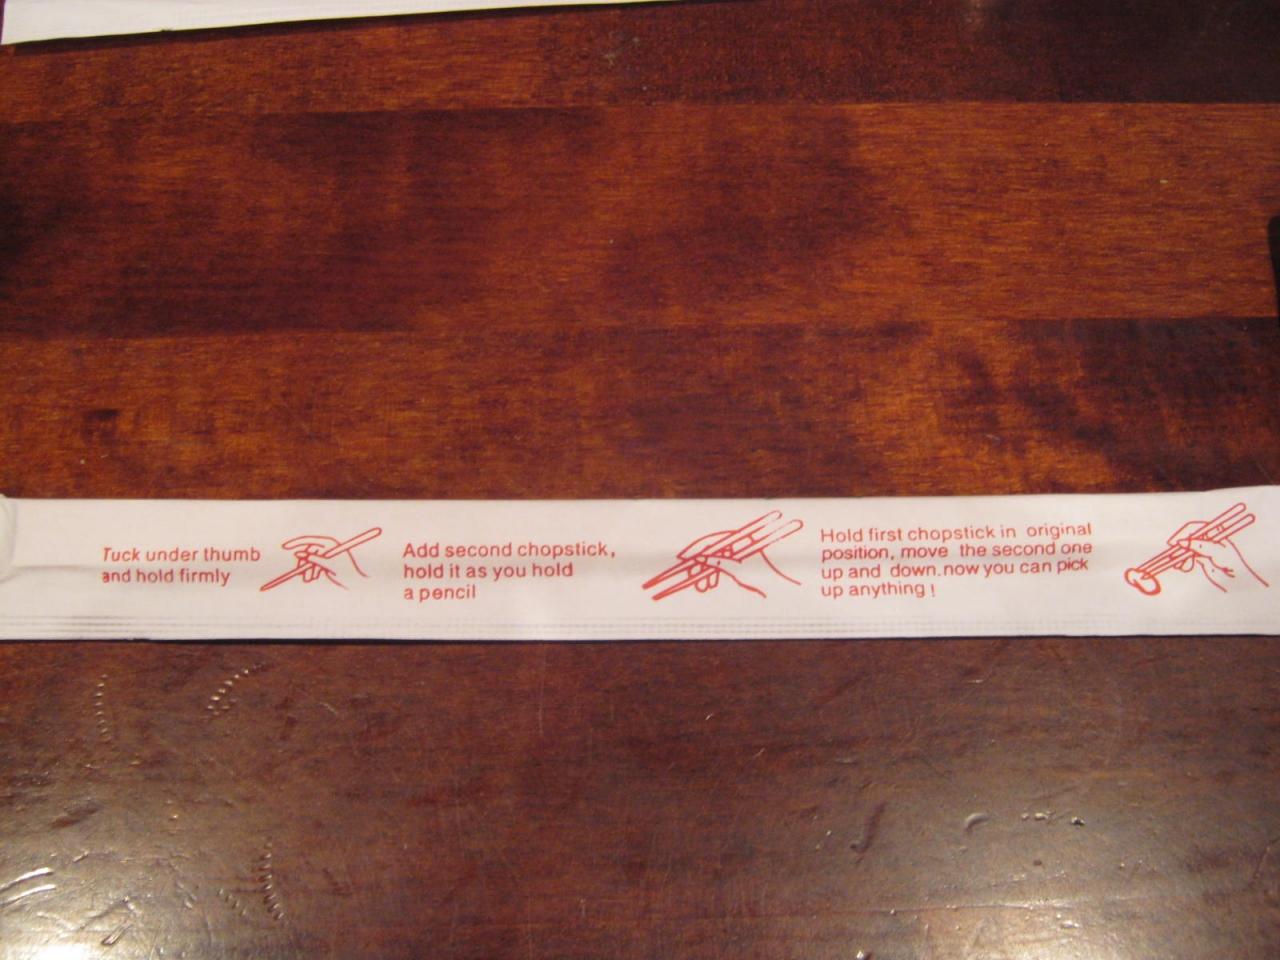 Tuck under thumb
and hold firmly
Add second chopstick,
hold it as you hold
a pencil
Hold first chopstick in original
position, move the second one
up and down.now you can pick
up anything !